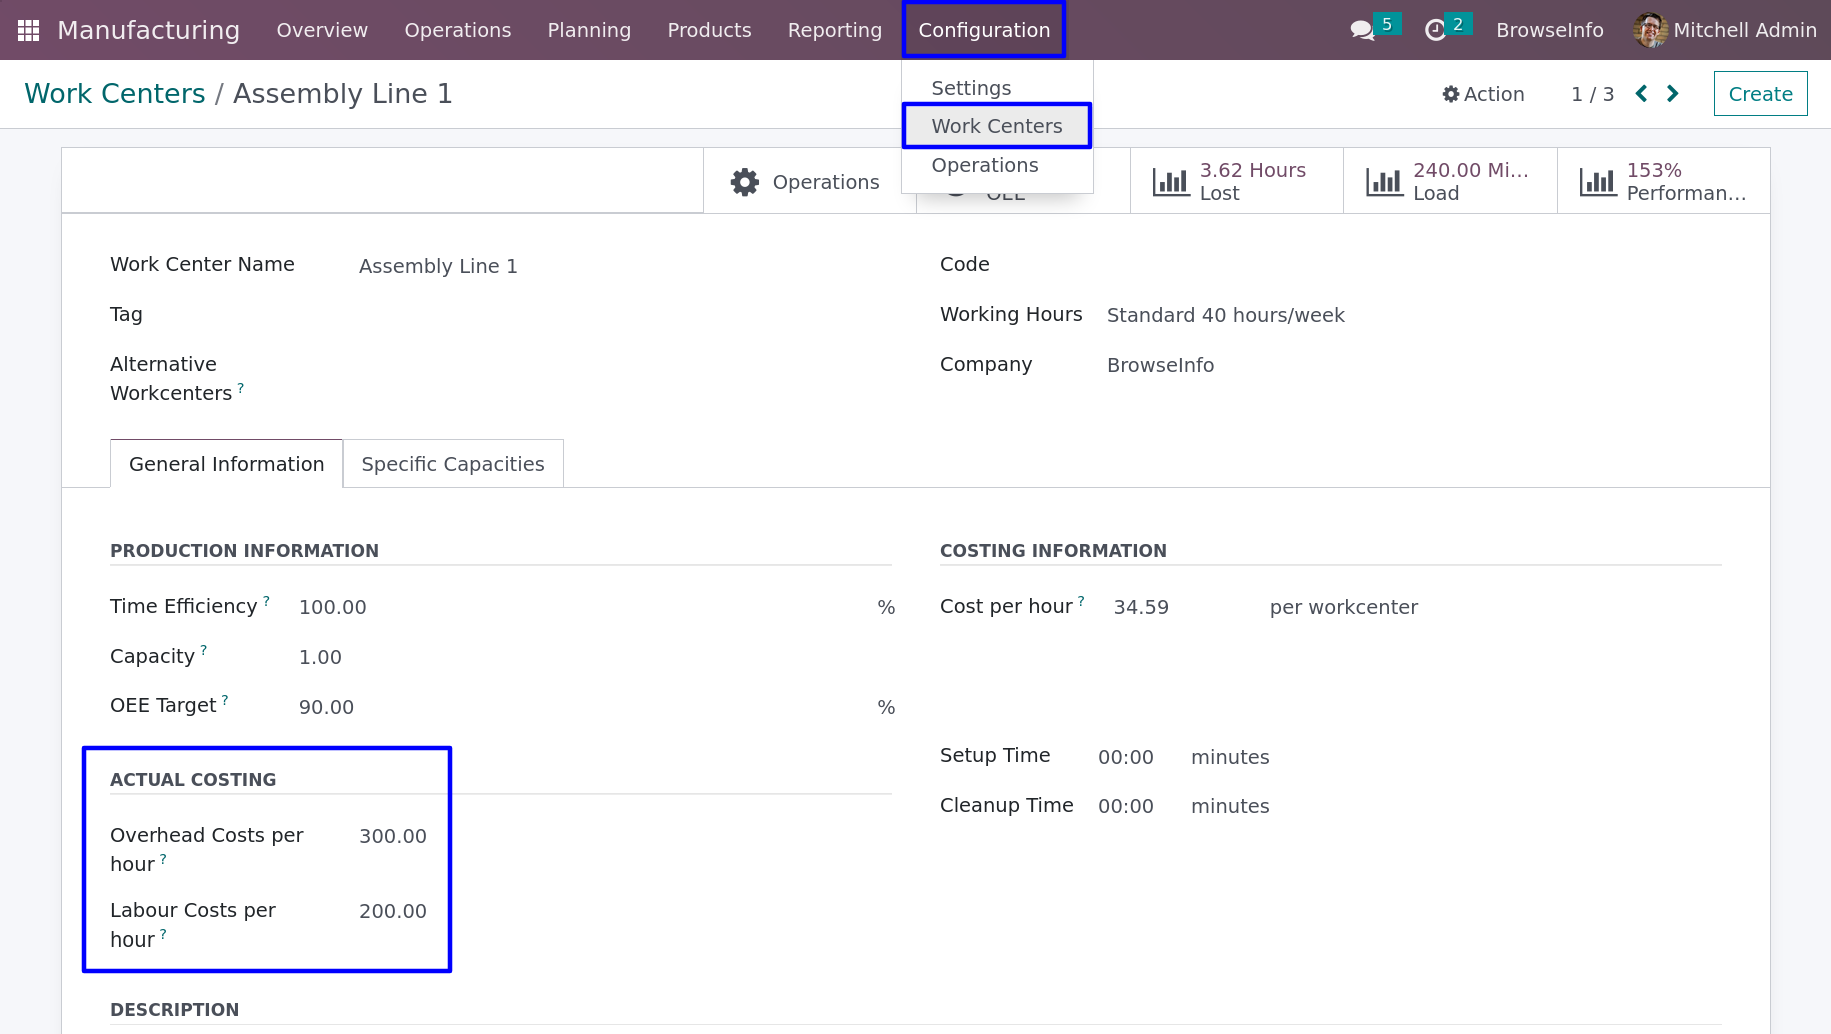 Manufacturing Overview Operations Planning Products Reporting Configuration 5 2 BrowseInfo Mitchell Admin
Work Centers / Assembly Line 1
Settings
Work Centers
Operations
Action 1 / 3 Create
Operations
OEE
3.62 Hours
Lost
240.00 Mi...
Load
153%
Performan...
Work Center Name Assembly Line 1
Tag
Alternative
Workcenters ?
Code
Working Hours Standard 40 hours/week
Company BrowseInfo
General Information Specific Capacities
PRODUCTION INFORMATION
Time Efficiency ? 100.00 %
Capacity ? 1.00
OEE Target ? 90.00 %
COSTING INFORMATION
Cost per hour ? 34.59 per workcenter
Setup Time 00:00 minutes
Cleanup Time 00:00 minutes
ACTUAL COSTING
Overhead Costs per 300.00
hour ?
Labour Costs per 200.00
hour ?
DESCRIPTION